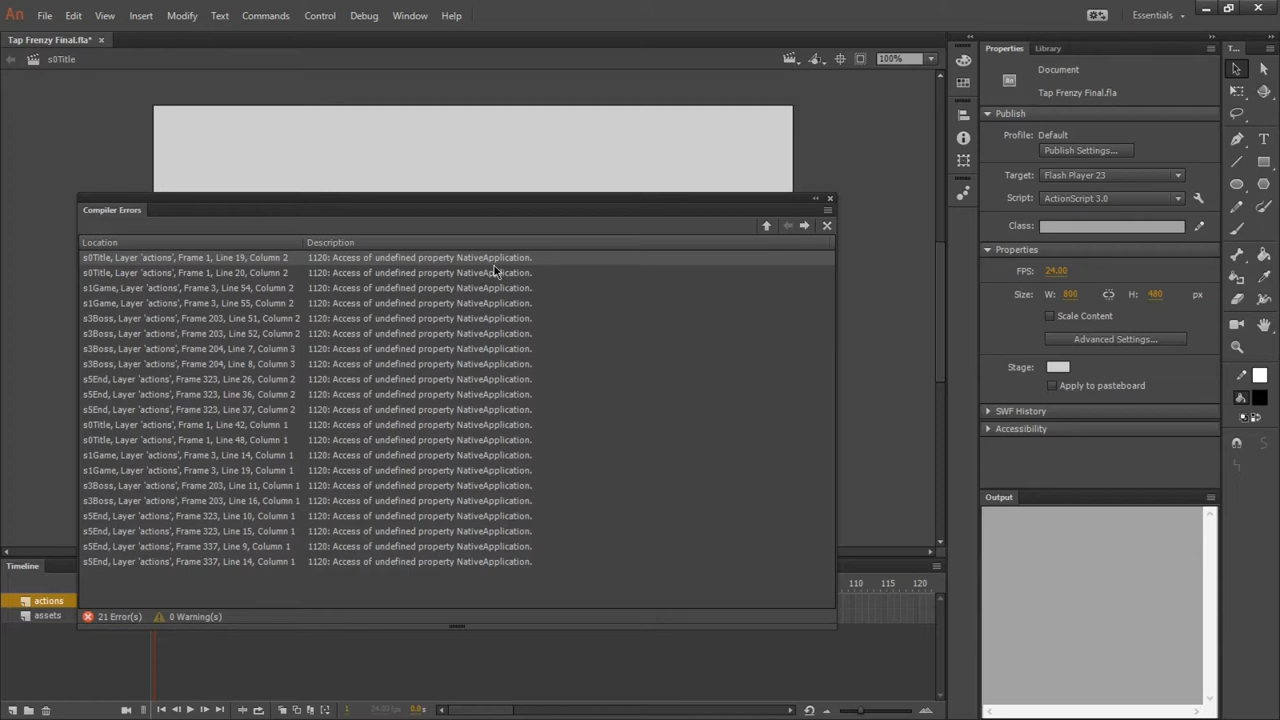 An File Edit View Insert Modify Text Commands Control Debug Window Help Essentials
Tap Frenzy Final.fla* ×
s0Title 100%
Compiler Errors
Location Description
s0Title, Layer 'actions', Frame 1, Line 19, Column 2 1120: Access of undefined property NativeApplication.
s0Title, Layer 'actions', Frame 1, Line 20, Column 2 1120: Access of undefined property NativeApplication.
s1Game, Layer 'actions', Frame 3, Line 54, Column 2 1120: Access of undefined property NativeApplication.
s1Game, Layer 'actions', Frame 3, Line 55, Column 2 1120: Access of undefined property NativeApplication.
s3Boss, Layer 'actions', Frame 203, Line 51, Column 2 1120: Access of undefined property NativeApplication.
s3Boss, Layer 'actions', Frame 203, Line 52, Column 2 1120: Access of undefined property NativeApplication.
s3Boss, Layer 'actions', Frame 204, Line 7, Column 3 1120: Access of undefined property NativeApplication.
s3Boss, Layer 'actions', Frame 204, Line 8, Column 3 1120: Access of undefined property NativeApplication.
s5End, Layer 'actions', Frame 323, Line 26, Column 2 1120: Access of undefined property NativeApplication.
s5End, Layer 'actions', Frame 323, Line 36, Column 2 1120: Access of undefined property NativeApplication.
s5End, Layer 'actions', Frame 323, Line 37, Column 2 1120: Access of undefined property NativeApplication.
s0Title, Layer 'actions', Frame 1, Line 42, Column 1 1120: Access of undefined property NativeApplication.
s0Title, Layer 'actions', Frame 1, Line 48, Column 1 1120: Access of undefined property NativeApplication.
s1Game, Layer 'actions', Frame 3, Line 14, Column 1 1120: Access of undefined property NativeApplication.
s1Game, Layer 'actions', Frame 3, Line 19, Column 1 1120: Access of undefined property NativeApplication.
s3Boss, Layer 'actions', Frame 203, Line 11, Column 1 1120: Access of undefined property NativeApplication.
s3Boss, Layer 'actions', Frame 203, Line 16, Column 1 1120: Access of undefined property NativeApplication.
s5End, Layer 'actions', Frame 323, Line 10, Column 1 1120: Access of undefined property NativeApplication.
s5End, Layer 'actions', Frame 323, Line 15, Column 1 1120: Access of undefined property NativeApplication.
s5End, Layer 'actions', Frame 337, Line 9, Column 1 1120: Access of undefined property NativeApplication.
s5End, Layer 'actions', Frame 337, Line 14, Column 1 1120: Access of undefined property NativeApplication.
21 Error(s) 0 Warning(s)
Timeline
110 115 120
actions
assets
1 24.00 fps 0.0 s
Properties Library T...
Document
An Tap Frenzy Final.fla
Publish
Profile: Default
Publish Settings...
Target: Flash Player 23
Script: ActionScript 3.0
Class:
Properties
FPS: 24.00
Size: W: 800 H: 480 px
Scale Content
Advanced Settings...
Stage:
Apply to pasteboard
SWF History
Accessibility
Output